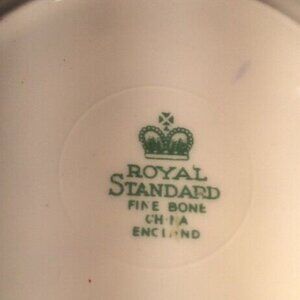 ROYAL
STANDARD
FINE BONE
CHINA
ENGLAND